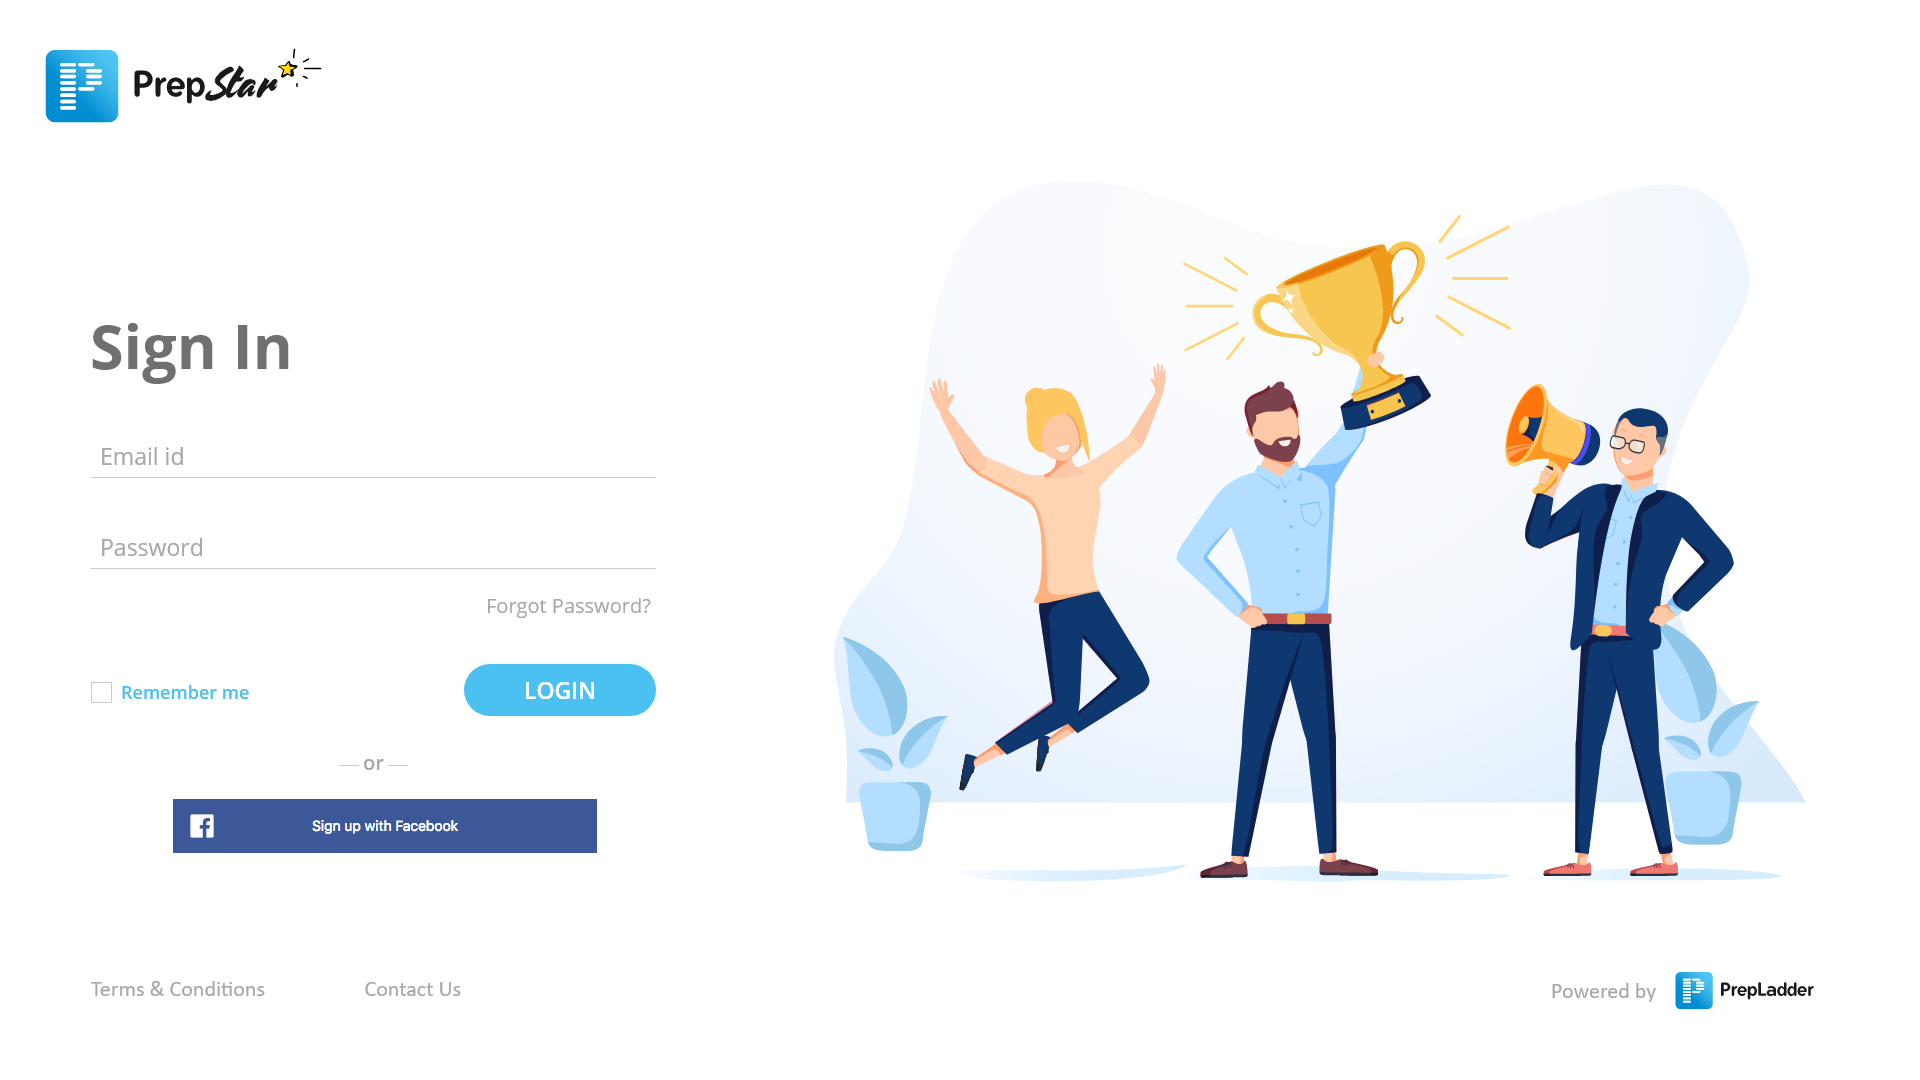 PrepStar
Sign In
Email id
Password
Forgot Password?
Remember me
LOGIN
or
Sign up with Facebook
Terms & Conditions
Contact Us
Powered by
PrepLadder